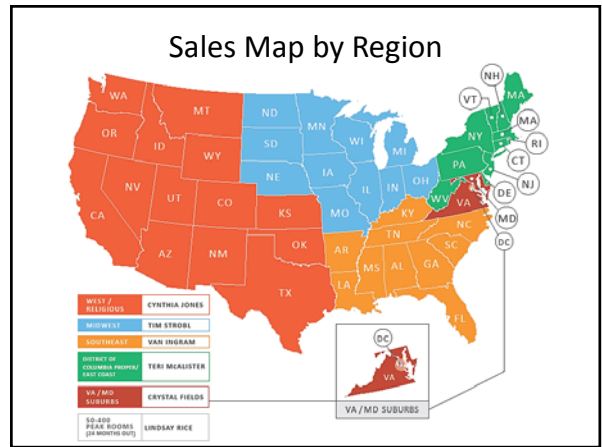 Sales Map by Region
NH
WA
MT
ND
VT
MA
OR
MN
ID
SD
WI
NY
MA
WY
MI
RI
IA
PA
CT
NE
NV
OH
NJ
UT
IL
IN
CO
WV
DE
CA
KS
MO
KY
VA
MD
NC
TN
DC
AZ
NM
OK
AR
SC
MS
AL
GA
LA
TX
FL
WEST / RELIGIOUS
CYNTHIA JONES
MIDWEST
TIM STROBL
SOUTHEAST
VAN INGRAM
DISTRICT OF
COLUMBIA PROPER/
EAST COAST
TERI McALISTER
VA / MD
SUBURBS
CRYSTAL FIELDS
50-400
PEAK ROOMS
(24 MONTHS OUT)
LINDSAY RICE
DC
VA
VA / MD SUBURBS